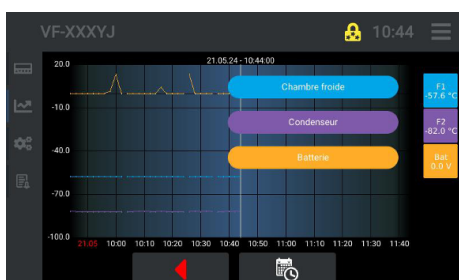 VF-XXXYJ
10:44
21.05.24 - 10:44:00
20.0
-10.0
-40.0
-70.0
-100.0
Chambre froide
Condenseur
Batterie
F1
-57.6 °C
F2
-82.0 °C
Bat
0.0 V
21.05 10:00 10:10 10:20 10:30 10:40 10:50 11:00 11:10 11:20 11:30 11:40